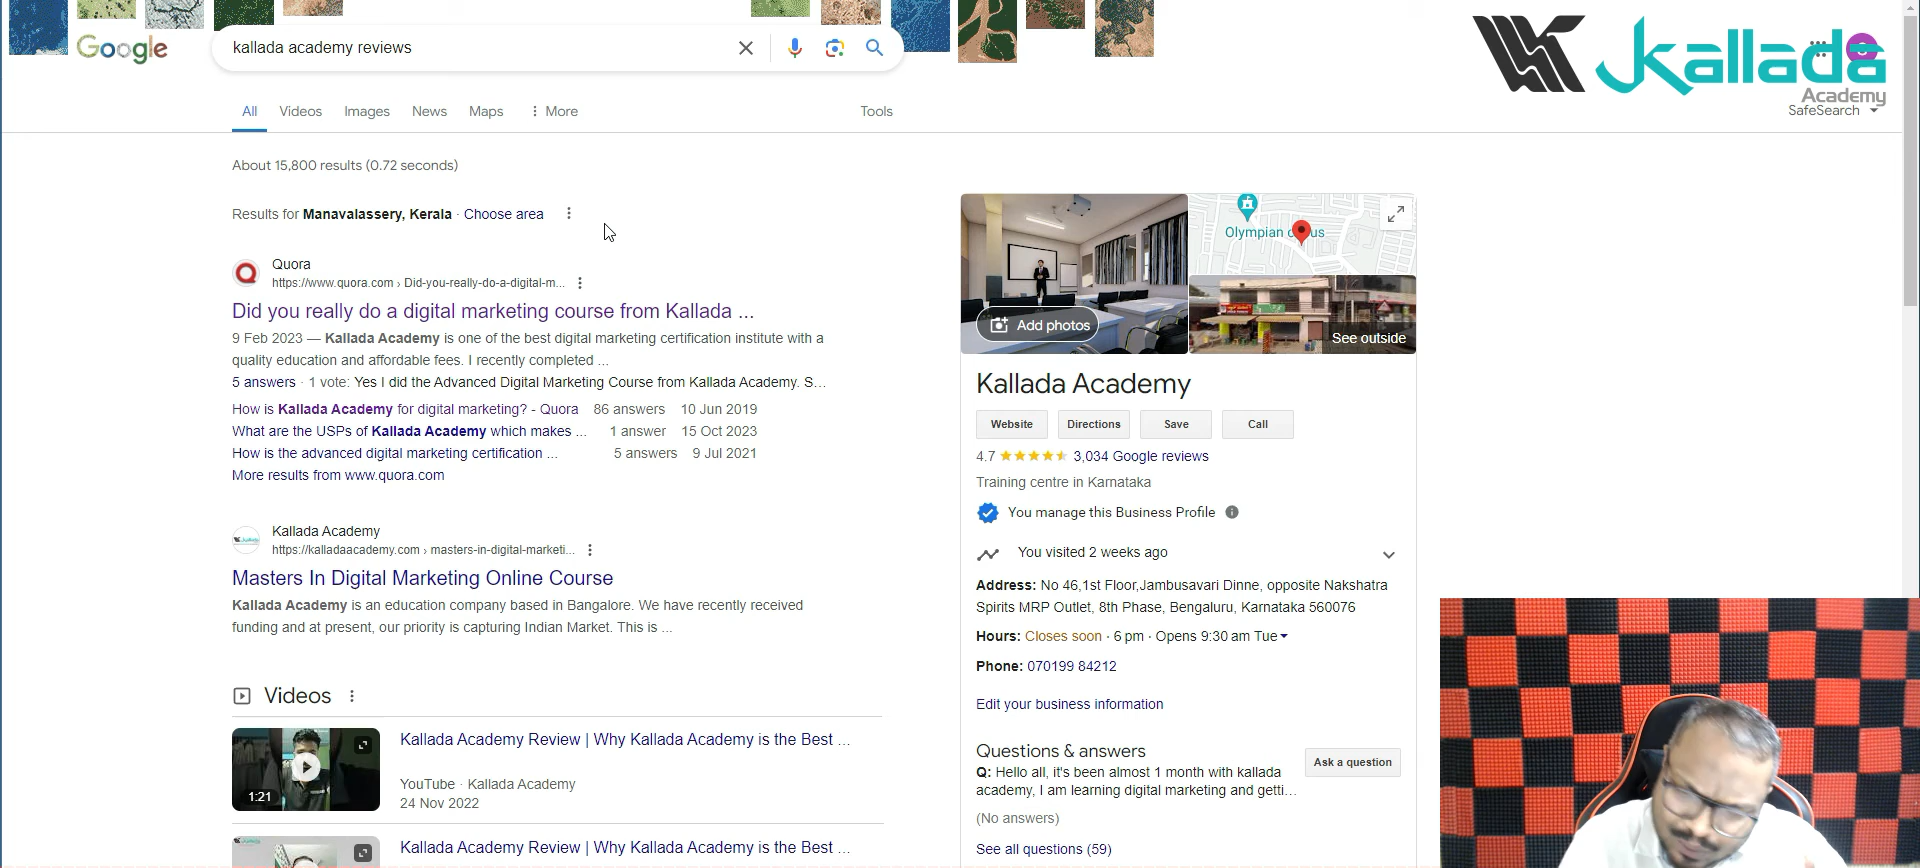 Google
kallada academy reviews
kallada
Academy
All
Videos
Images
News
Maps
More
Tools
SafeSearch
About 15,800 results (0.72 seconds)
Results for Manavalassery, Kerala · Choose area
Quora
https://www.quora.com › Did-you-really-do-a-digital-m...
Did you really do a digital marketing course from Kallada ...
9 Feb 2023 — Kallada Academy is one of the best digital marketing certification institute with a
quality education and affordable fees. I recently completed ...
5 answers · 1 vote: Yes I did the Advanced Digital Marketing Course from Kallada Academy. S...
How is Kallada Academy for digital marketing? - Quora 86 answers 10 Jun 2019
What are the USPs of Kallada Academy which makes ... 1 answer 15 Oct 2023
How is the advanced digital marketing certification ... 5 answers 9 Jul 2021
More results from www.quora.com
Kallada Academy
https://kalladaacademy.com › masters-in-digital-marketi...
Masters In Digital Marketing Online Course
Kallada Academy is an education company based in Bangalore. We have recently received
funding and at present, our priority is capturing Indian Market. This is ...
Videos
1:21
Kallada Academy Review | Why Kallada Academy is the Best ...
YouTube · Kallada Academy
24 Nov 2022
Kallada Academy Review | Why Kallada Academy is the Best ...
Olympian
us
Add photos
See outside
Kallada Academy
Website
Directions
Save
Call
4.7 3,034 Google reviews
Training centre in Karnataka
You manage this Business Profile
You visited 2 weeks ago
Address: No 46,1st Floor,Jambusavari Dinne, opposite Nakshatra
Spirits MRP Outlet, 8th Phase, Bengaluru, Karnataka 560076
Hours: Closes soon · 6 pm · Opens 9:30 am Tue
Phone: 070199 84212
Edit your business information
Questions & answers
Q: Hello all, it's been almost 1 month with kallada
academy, I am learning digital marketing and getti...
Ask a question
(No answers)
See all questions (59)